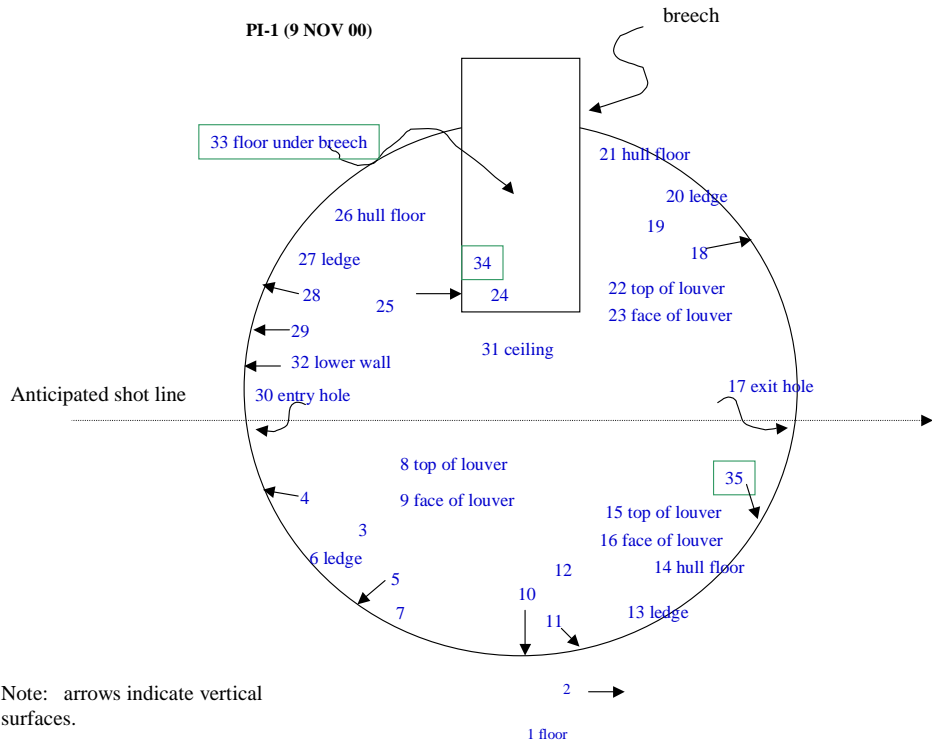 breech
PI-1 (9 NOV 00)
33 floor under breech
21 hull floor
20 ledge
26 hull floor
19
18
27 ledge
34
28
25
24
22 top of louver
23 face of louver
29
31 ceiling
32 lower wall
Anticipated shot line
30 entry hole
17 exit hole
8 top of louver
35
4
9 face of louver
15 top of louver
3
16 face of louver
6 ledge
12
14 hull floor
5
10
7
11
13 ledge
Note: arrows indicate vertical
surfaces.
2
1 floor